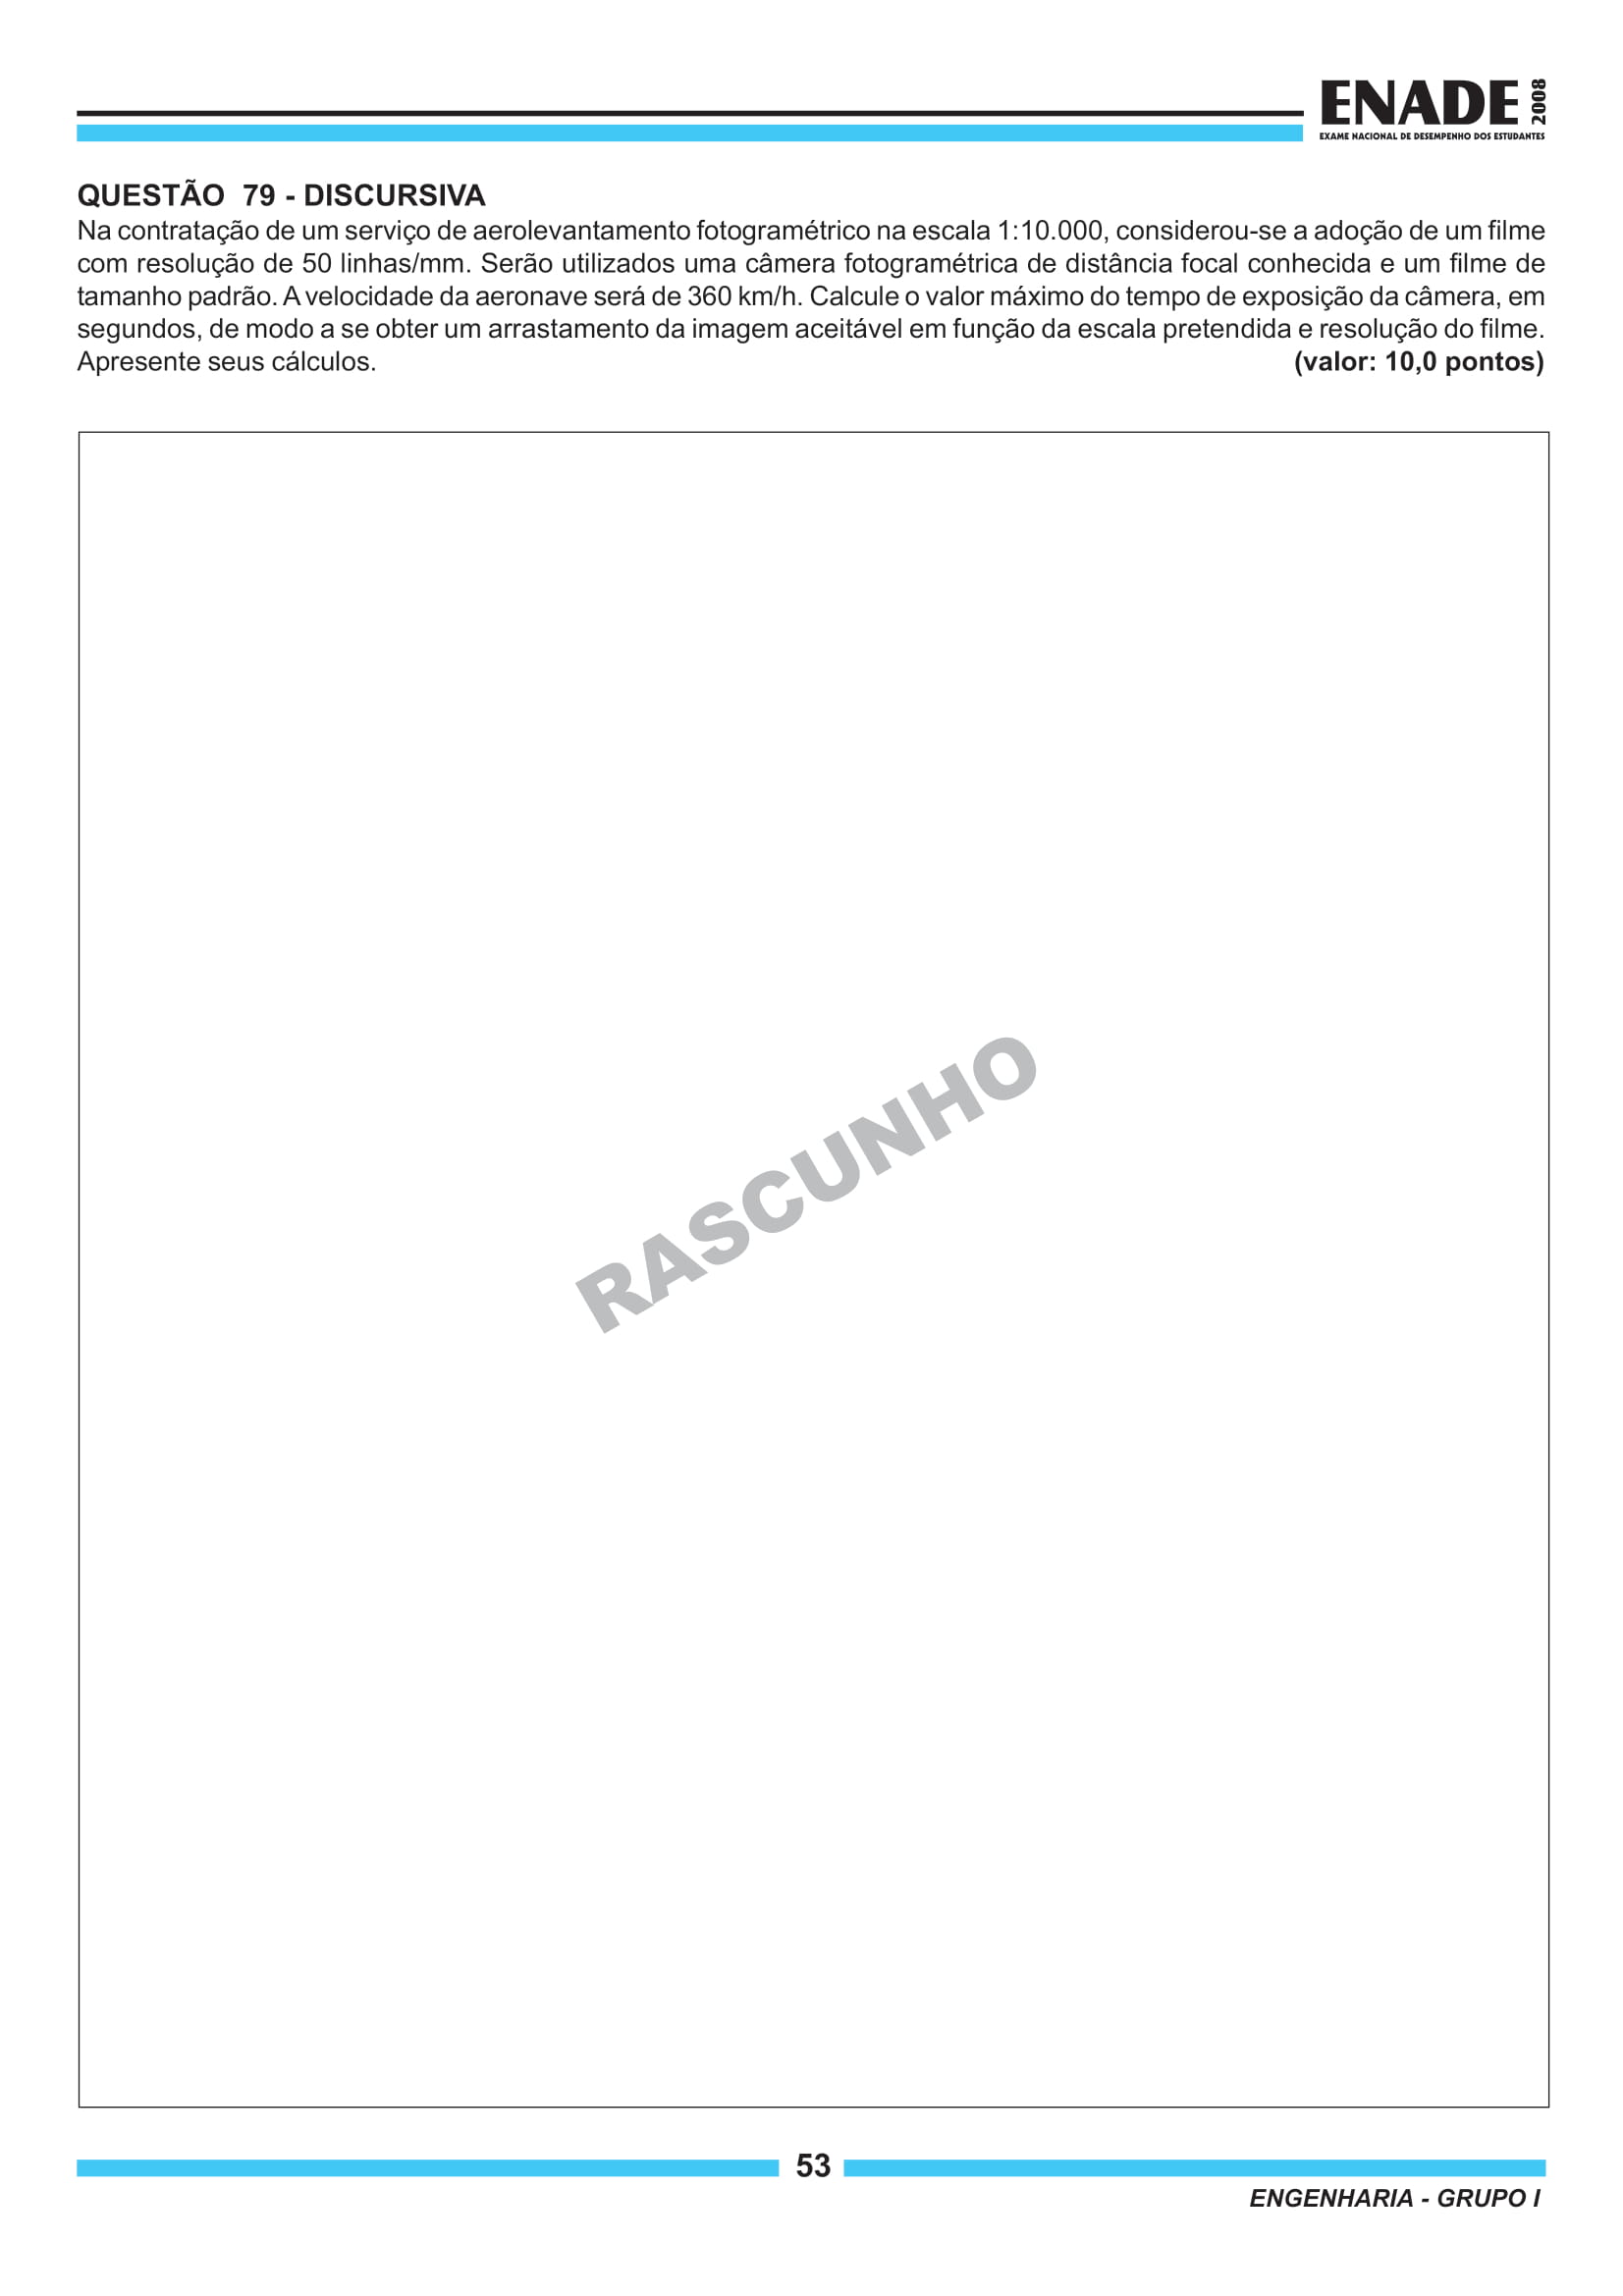 ENADE 2008
EXAME NACIONAL DE DESEMPENHO DOS ESTUDANTES
QUESTÃO 79 - DISCURSIVA
Na contratação de um serviço de aerolevantamento fotogramétrico na escala 1:10.000, considerou-se a adoção de um filme
com resolução de 50 linhas/mm. Serão utilizados uma câmera fotogramétrica de distância focal conhecida e um filme de
tamanho padrão. A velocidade da aeronave será de 360 km/h. Calcule o valor máximo do tempo de exposição da câmera, em
segundos, de modo a se obter um arrastamento da imagem aceitável em função da escala pretendida e resolução do filme.
Apresente seus cálculos. (valor: 10,0 pontos)
RASCUNHO
53
ENGENHARIA - GRUPO I